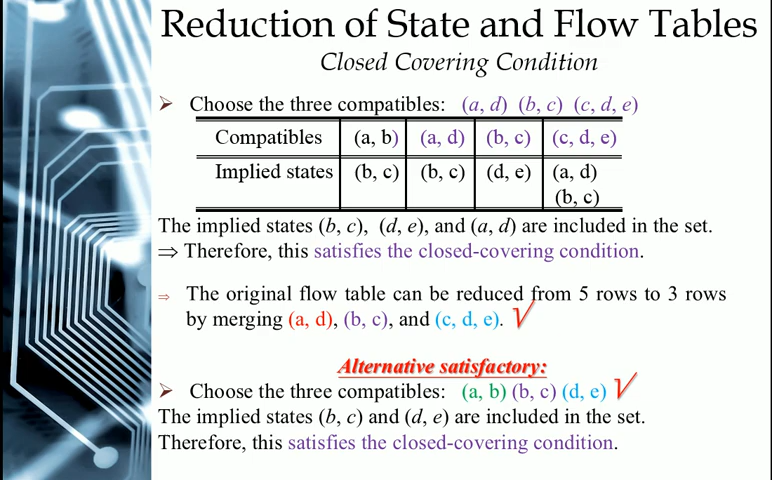 Reduction of State and Flow Tables
Closed Covering Condition
➢ Choose the three compatibles: (a, d) (b, c) (c, d, e)
Compatibles (a, b) (a, d) (b, c) (c, d, e)
Implied states (b, c) (b, c) (d, e) (a, d)
(b, c)
The implied states (b, c), (d, e), and (a, d) are included in the set.
⇒ Therefore, this satisfies the closed-covering condition.
⇒ The original flow table can be reduced from 5 rows to 3 rows
by merging (a, d), (b, c), and (c, d, e). √
Alternative satisfactory:
➢ Choose the three compatibles: (a, b) (b, c) (d, e) √
The implied states (b, c) and (d, e) are included in the set.
Therefore, this satisfies the closed-covering condition.